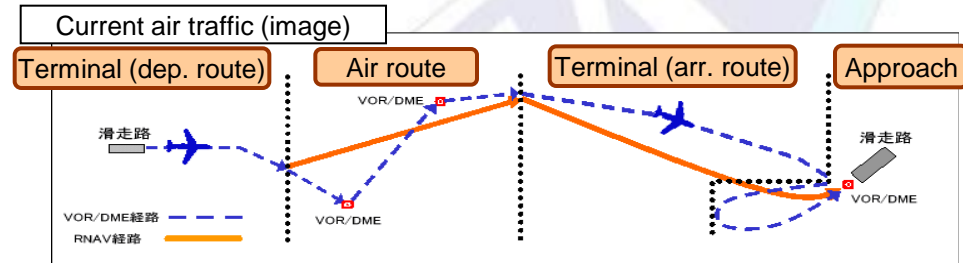 Current air traffic (image)
Terminal (dep. route)
Air route
Terminal (arr. route)
Approach
VOR/DME
滑走路
滑走路
VOR/DME
VOR/DME
VOR/DME経路
RNAV経路